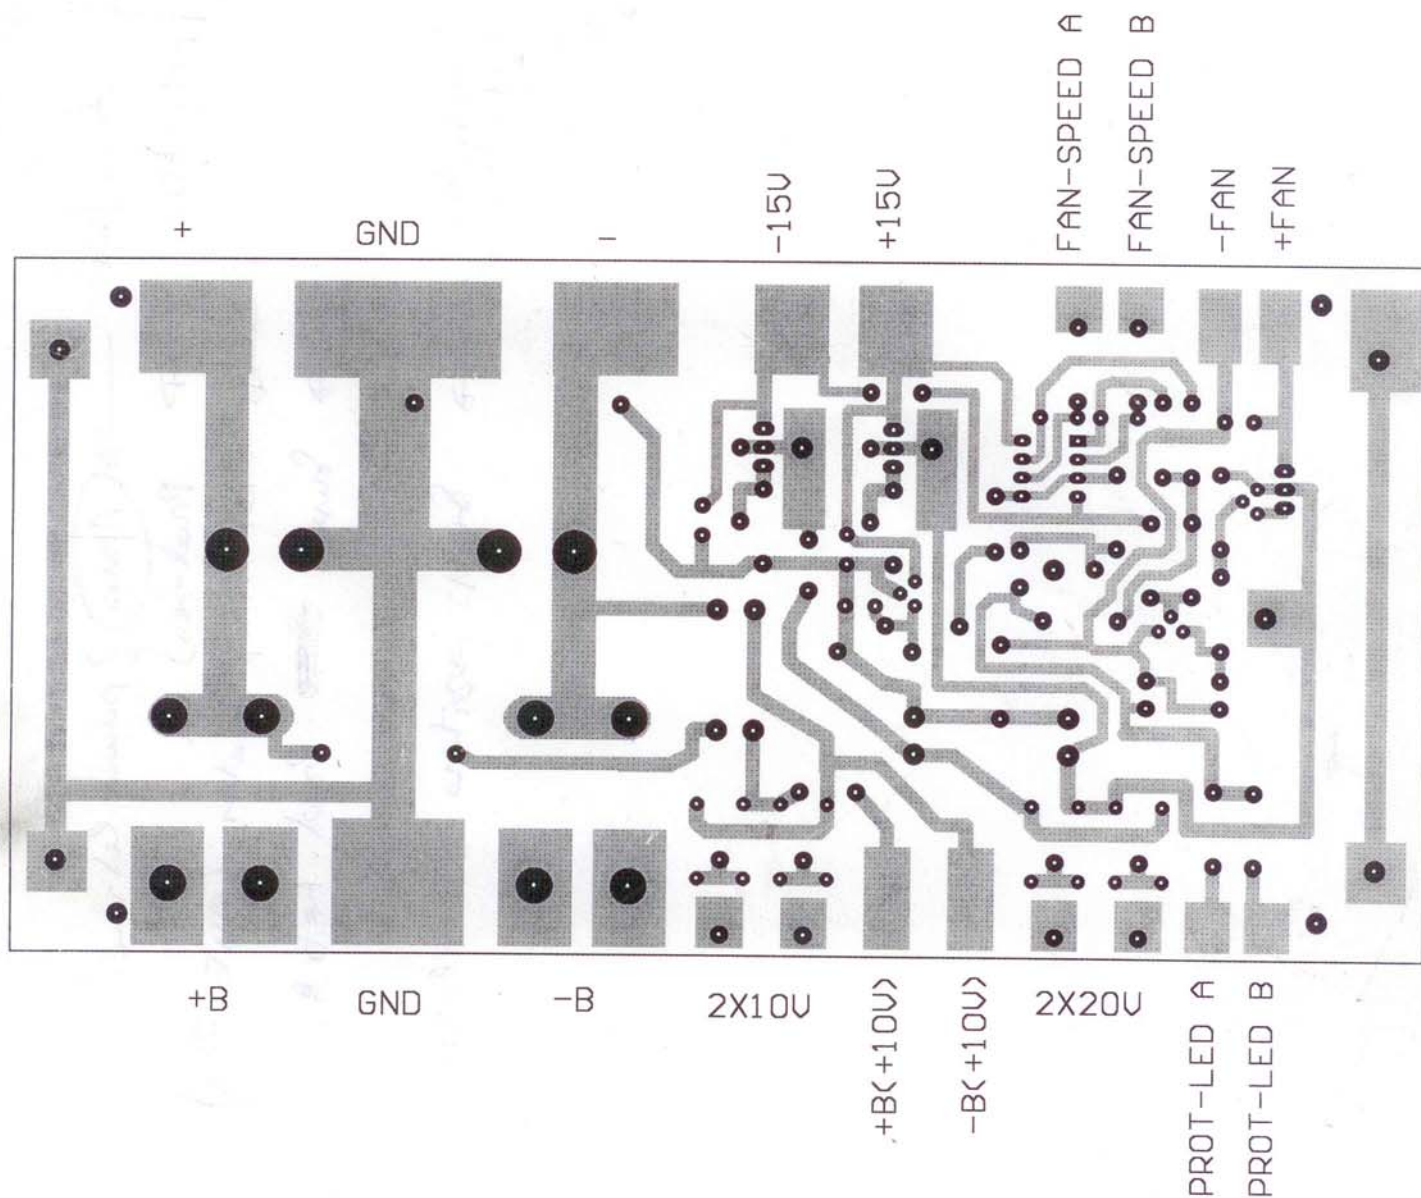 FAN-SPEED A
FAN-SPEED B
-15V
+15V
-FAN
+FAN
+
GND
-
+B
GND
-B
2X10V
+B(+10V)
-B(+10V)
2X20V
PROT-LED A
PROT-LED B